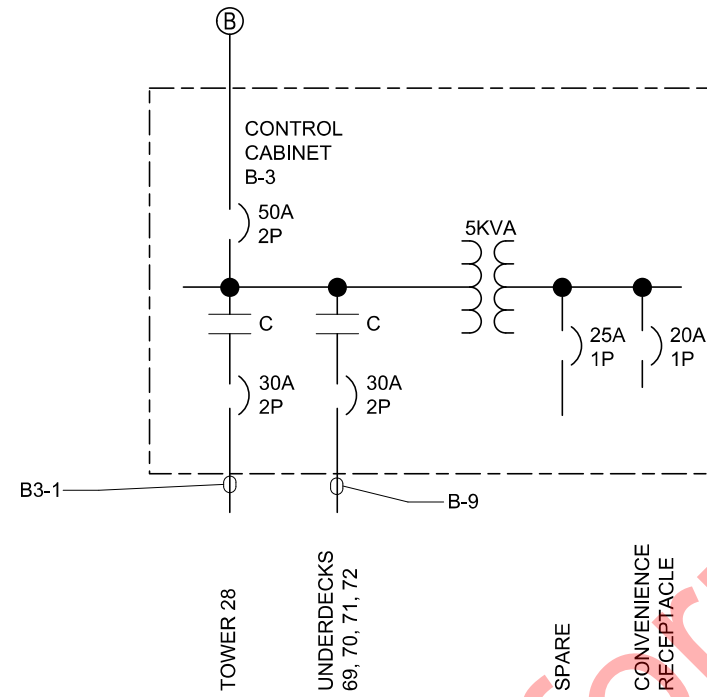 B
CONTROL
CABINET
B-3
50A
2P
5KVA
C
C
25A
1P
20A
1P
30A
2P
30A
2P
B3-1
B-9
TOWER 28
UNDERDECKS
69, 70, 71, 72
SPARE
CONVENIENCE
RECEPTACLE